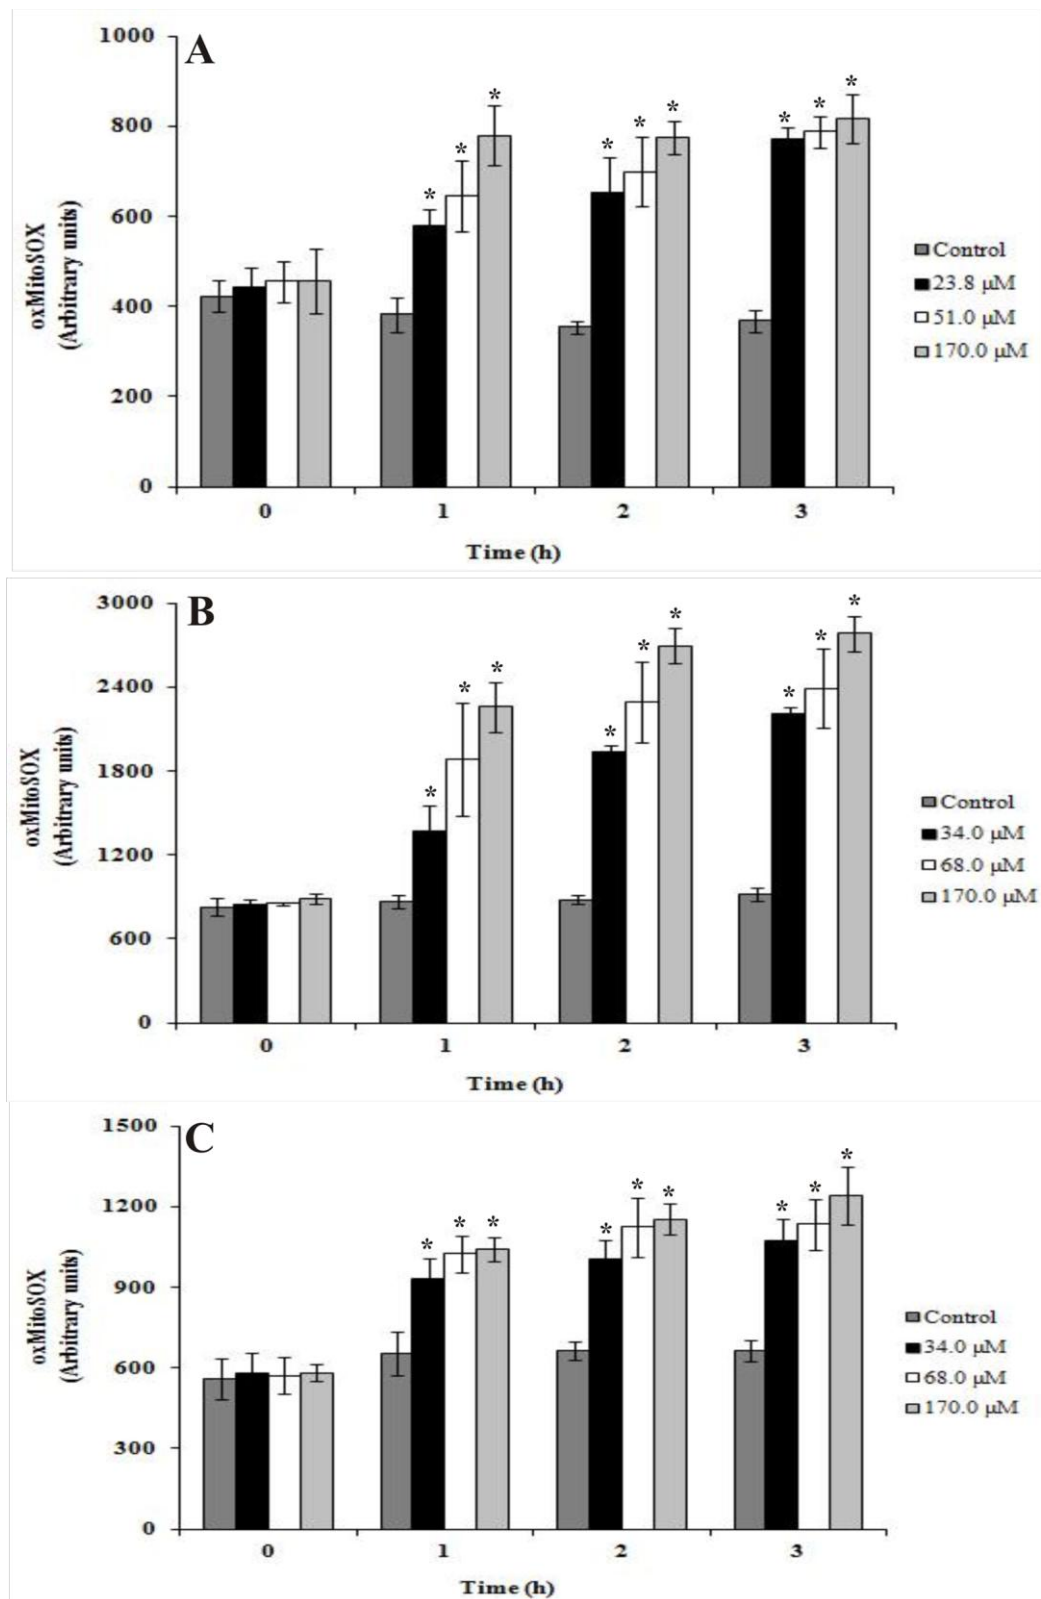 A
1000
800
600
400
200
0
oxMitoSOX
(Arbitrary units)
* * *
* * *
* * *
0 1 2 3
Time (h)
Control
23.8 µM
51.0 µM
170.0 µM
B
3000
2400
1800
1200
600
0
oxMitoSOX
(Arbitrary units)
* * *
* * *
* * *
0 1 2 3
Time (h)
Control
34.0 µM
68.0 µM
170.0 µM
C
1500
1200
900
600
300
0
oxMitoSOX
(Arbitrary units)
* * *
* * *
* * *
0 1 2 3
Time (h)
Control
34.0 µM
68.0 µM
170.0 µM